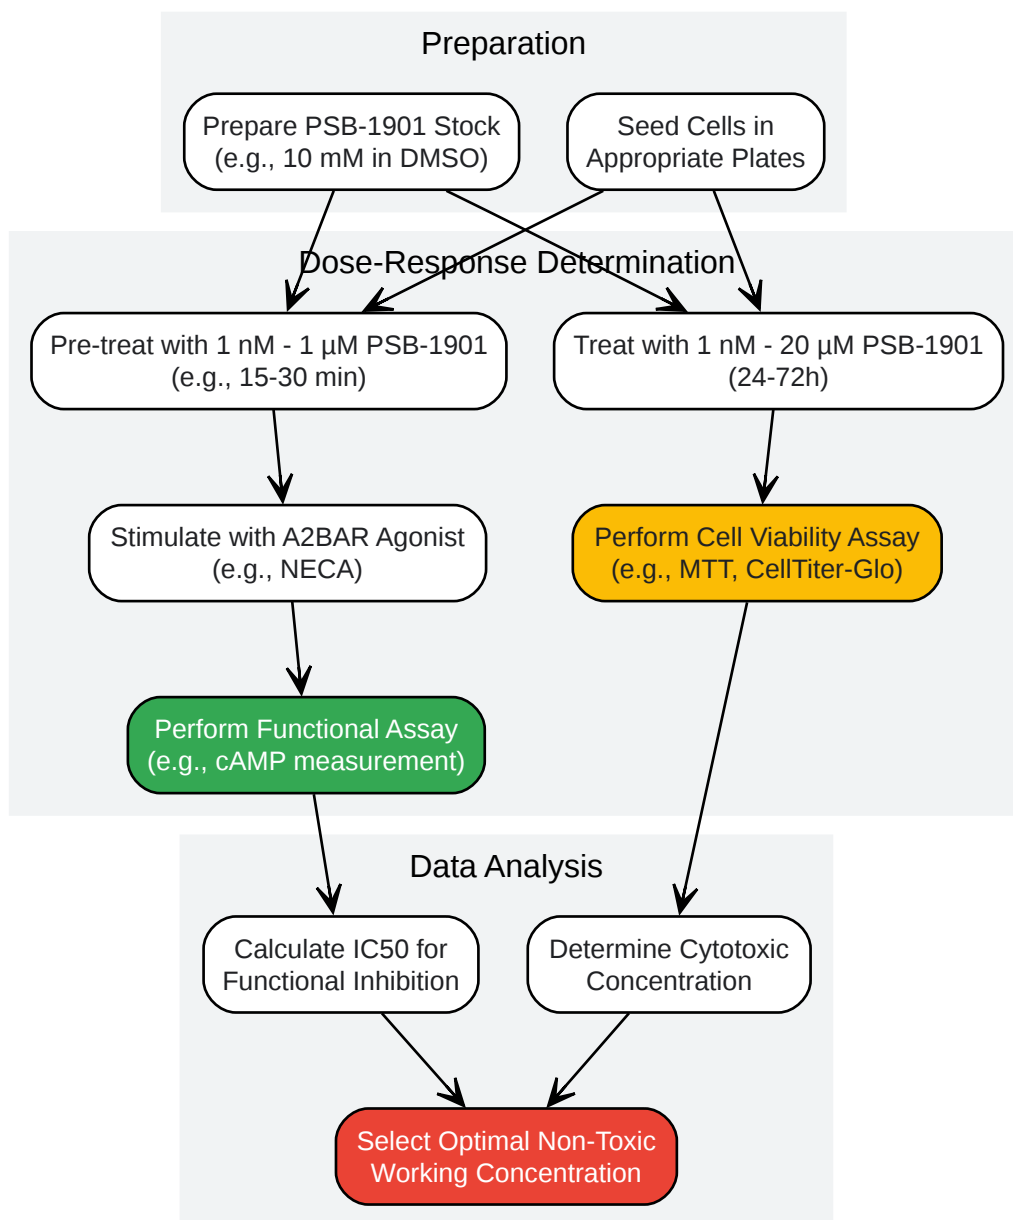 Preparation
Prepare PSB-1901 Stock
(e.g., 10 mM in DMSO)
Seed Cells in
Appropriate Plates
Dose-Response Determination
Pre-treat with 1 nM - 1 µM PSB-1901
(e.g., 15-30 min)
Treat with 1 nM - 20 µM PSB-1901
(24-72h)
Stimulate with A2BAR Agonist
(e.g., NECA)
Perform Cell Viability Assay
(e.g., MTT, CellTiter-Glo)
Perform Functional Assay
(e.g., cAMP measurement)
Data Analysis
Calculate IC50 for
Functional Inhibition
Determine Cytotoxic
Concentration
Select Optimal Non-Toxic
Working Concentration